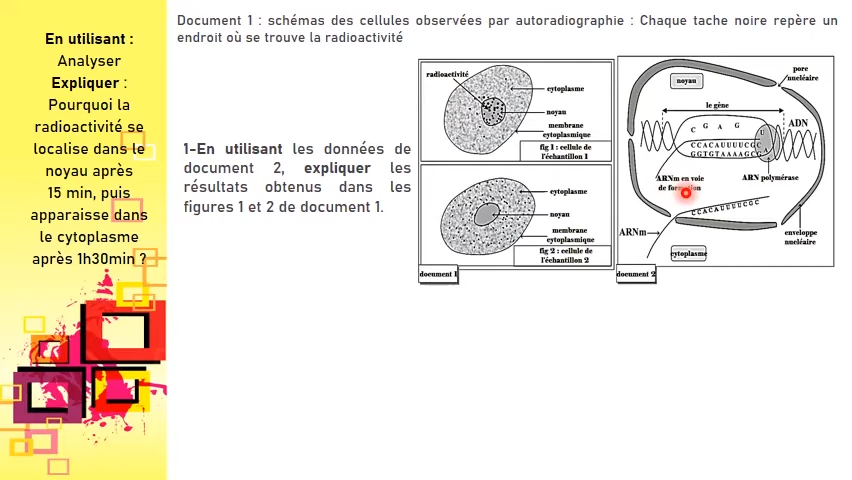 En utilisant :
Analyser
Expliquer :
Pourquoi la
radioactivité se
localise dans le
noyau après
15 min, puis
apparaisse dans
le cytoplasme
après 1h30min ?
Document 1 : schémas des cellules observées par autoradiographie : Chaque tache noire repère un
endroit où se trouve la radioactivité
1-En utilisant les données de
document 2, expliquer les
résultats obtenus dans les
figures 1 et 2 de document 1.
radioactivité
cytoplasme
noyau
membrane
cytoplasmique
fig 1 : cellule de
l'échantillon 1
cytoplasme
noyau
membrane
cytoplasmique
fig 2 : cellule de
l'échantillon 2
document 1
noyau
pore
nucléaire
le gène
ADN
C G A G
U
CCACAUUUCGC
GGTGTAAAAGC
ARNm en voie
de
ARN polymérase
CCACAUUUUCGC
ARNm
enveloppe
nucléaire
cytoplasme
document 2